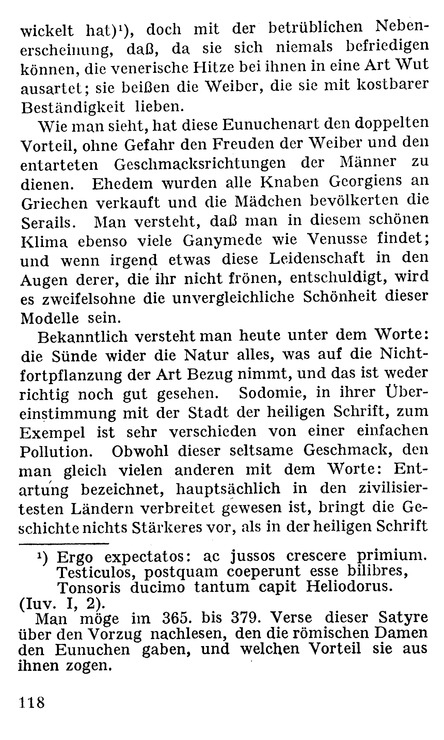 wickelt hat)¹), doch mit der betrüblichen Neben-
erscheinung, daß, da sie sich niemals befriedigen
können, die venerische Hitze bei ihnen in eine Art Wut
ausartet; sie beißen die Weiber, die sie mit kostbarer
Beständigkeit lieben.
Wie man sieht, hat diese Eunuchenart den doppelten
Vorteil, ohne Gefahr den Freuden der Weiber und den
entarteten Geschmacksrichtungen der Männer zu
dienen. Ehedem wurden alle Knaben Georgiens an
Griechen verkauft und die Mädchen bevölkerten die
Serails. Man versteht, daß man in diesem schönen
Klima ebenso viele Ganymede wie Venusse findet;
und wenn irgend etwas diese Leidenschaft in den
Augen derer, die ihr nicht frönen, entschuldigt, wird
es zweifelsohne die unvergleichliche Schönheit dieser
Modelle sein.
Bekanntlich versteht man heute unter dem Worte:
die Sünde wider die Natur alles, was auf die Nicht-
fortpflanzung der Art Bezug nimmt, und das ist weder
richtig noch gut gesehen. Sodomie, in ihrer Über-
einstimmung mit der Stadt der heiligen Schrift, zum
Exempel ist sehr verschieden von einer einfachen
Pollution. Obwohl dieser seltsame Geschmack, den
man gleich vielen anderen mit dem Worte: Ent-
artung bezeichnet, hauptsächlich in den zivilisier-
testen Ländern verbreitet gewesen ist, bringt die Ge-
schichte nichts Stärkeres vor, als in der heiligen Schrift
¹) Ergo expectatos: ac jussos crescere primium.
Testiculos, postquam coeperunt esse bilibres,
Tonsoris ducimo tantum capit Heliodorus.
(Iuv. I, 2).
Man möge im 365. bis 379. Verse dieser Satyre
über den Vorzug nachlesen, den die römischen Damen
den Eunuchen gaben, und welchen Vorteil sie aus
ihnen zogen.
118